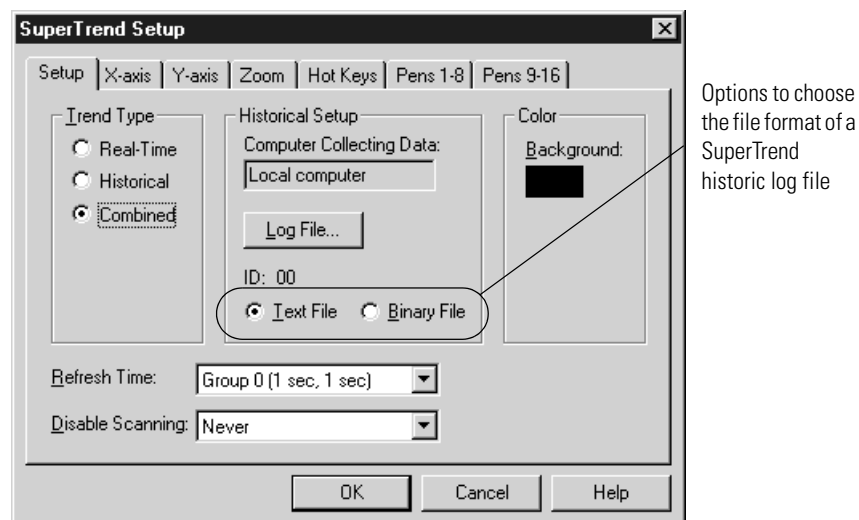 SuperTrend Setup
Setup X-axis Y-axis Zoom Hot Keys Pens 1-8 Pens 9-16
Trend Type
Real-Time
Historical
Combined
Historical Setup
Computer Collecting Data:
Local computer
Log File...
ID: 00
Text File Binary File
Color
Background:
Refresh Time: Group 0 (1 sec, 1 sec)
Disable Scanning: Never
OK Cancel Help
Options to choose
the file format of a
SuperTrend
historic log file